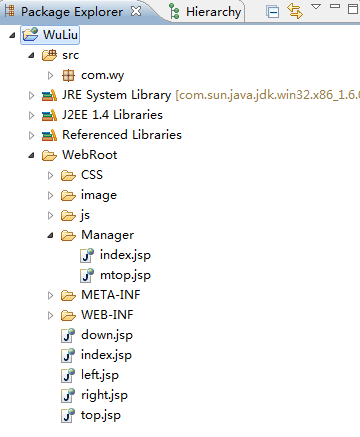 Package Explorer Hierarchy
WuLiu
src
com.wy
JRE System Library [com.sun.java.jdk.win32.x86_1.6.0
J2EE 1.4 Libraries
Referenced Libraries
WebRoot
CSS
image
js
Manager
index.jsp
mtop.jsp
META-INF
WEB-INF
down.jsp
index.jsp
left.jsp
right.jsp
top.jsp